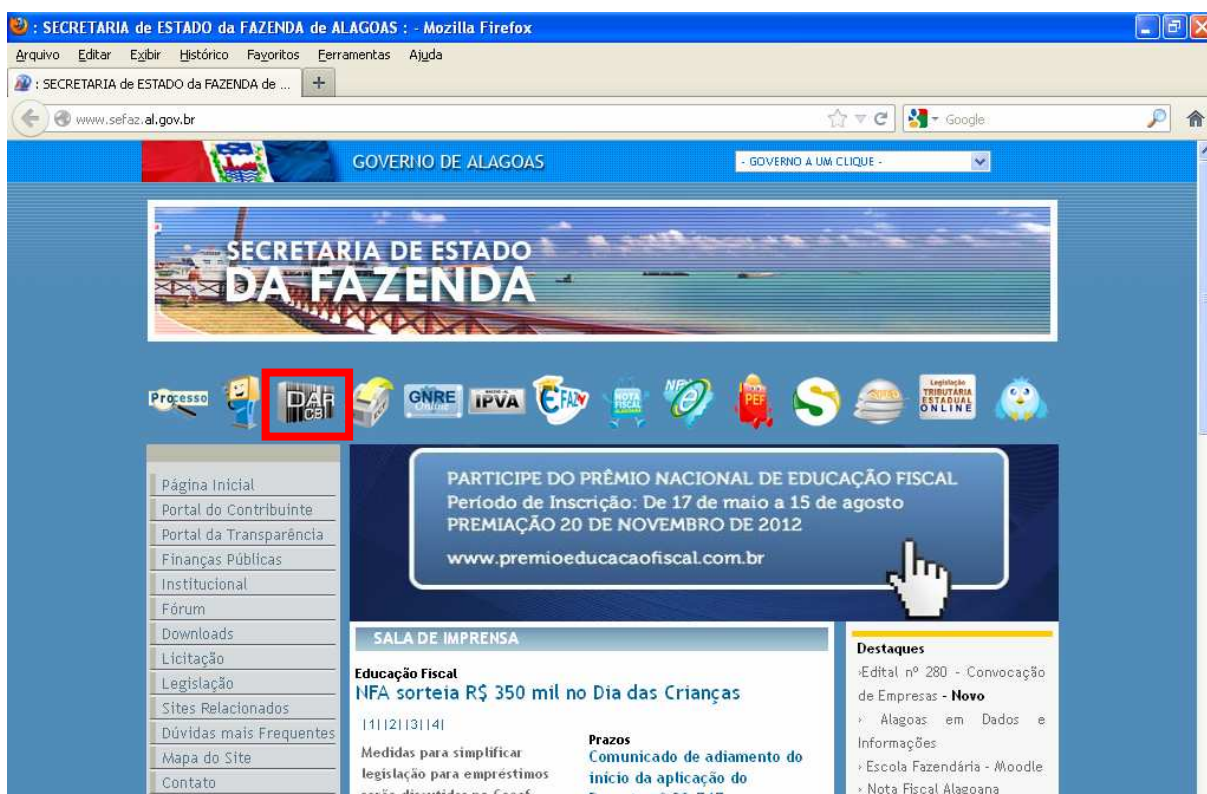 : SECRETARIA de ESTADO da FAZENDA de ALAGOAS : - Mozilla Firefox
Arquivo Editar Exibir Histórico Favoritos Ferramentas Ajuda
: SECRETARIA de ESTADO da FAZENDA de ...
www.sefaz.al.gov.br
Google
GOVERNO DE ALAGOAS
- GOVERNO A UM CLIQUE -
SECRETARIA DE ESTADO
DA FAZENDA
Processo
DAR
CB
GNRE
Online
IPVA
EFAZ
NOTA
FISCAL
NF
PEF
S
Legislação
TRIBUTÁRIA
ESTADUAL
ONLINE
Página Inicial
Portal do Contribuinte
Portal da Transparência
Finanças Públicas
Institucional
Fórum
Downloads
Licitação
Legislação
Sites Relacionados
Dúvidas mais Frequentes
Mapa do Site
Contato
PARTICIPE DO PRÊMIO NACIONAL DE EDUCAÇÃO FISCAL
Período de Inscrição: De 17 de maio a 15 de agosto
PREMIAÇÃO 20 DE NOVEMBRO DE 2012
www.premioeducacaofiscal.com.br
SALA DE IMPRENSA
Educação Fiscal
NFA sorteia R$ 350 mil no Dia das Crianças
|1||2||3||4|
Medidas para simplificar
legislação para empréstimos
Prazos
Comunicado de adiamento do
início da aplicação do
Destaques
›Edital nº 280 - Convocação
de Empresas - Novo
› Alagoas em Dados e
Informações
› Escola Fazendária - Moodle
› Nota Fiscal Alagoana